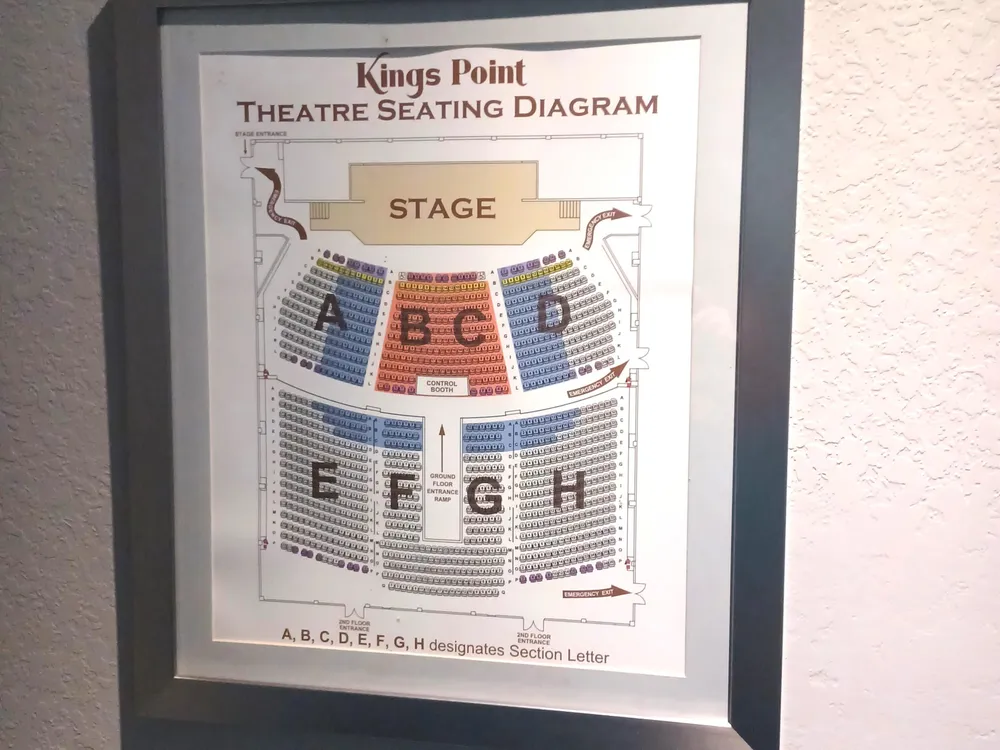 Kings Point
THEATRE SEATING DIAGRAM
STAGE ENTRANCE
STAGE
EMERGENCY EXIT
EMERGENCY EXIT
A
B
C
D
CONTROL
BOOTH
EMERGENCY EXIT
E
F
G
H
GROUND
FLOOR
ENTRANCE
RAMP
EMERGENCY EXIT
2ND FLOOR
ENTRANCE
2ND FLOOR
ENTRANCE
A, B, C, D, E, F, G, H designates Section Letter